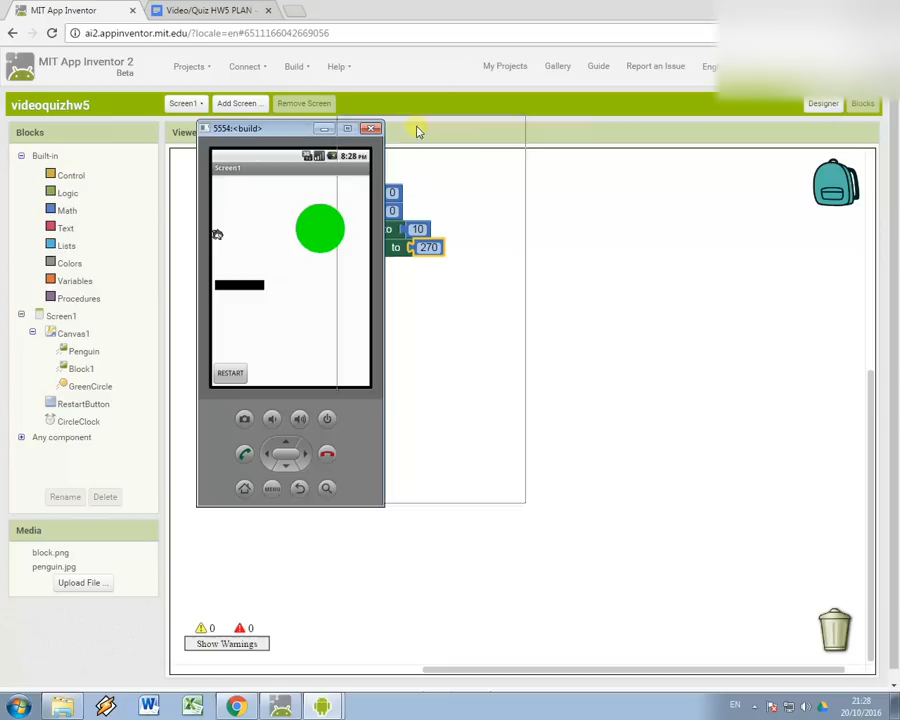 MIT App Inventor 2
Video/Quiz HW5 PLAN -
ai2.appinventor.mit.edu/?locale=en#6511166042669056
MIT App Inventor 2
Beta
Projects
Connect
Build
Help
My Projects
Gallery
Guide
Report an Issue
videoquizhw5
Screen1
Add Screen ...
Remove Screen
Designer
Blocks
Blocks
Built-in
Control
Logic
Math
Text
Lists
Colors
Variables
Procedures
Screen1
Canvas1
Penguin
Block1
GreenCircle
RestartButton
CircleClock
Any component
Rename
Delete
Media
block.png
penguin.jpg
Upload File ...
5554:<build>
8:28 PM
Screen1
RESTART
MENU
0
0
10
to
270
0
0
Show Warnings
EN
21:28
20/10/2016